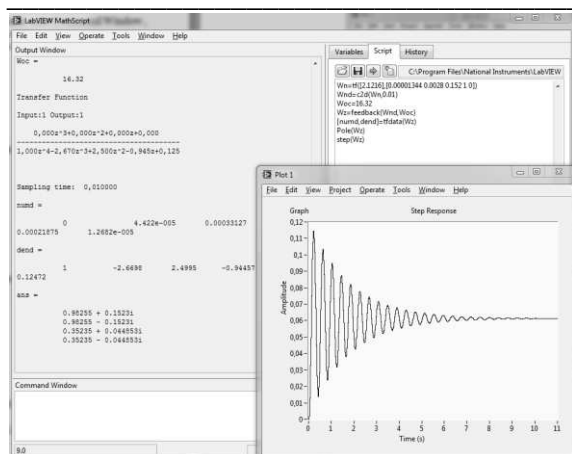 LabVIEW MathScript
File Edit View Operate Tools Window Help
Output Window
Woc =
16.32
Transfer Function
Input:1 Output:1
0,000z^3+0,000z^2+0,000z+0,000
1,000z^4-2,670z^3+2,500z^2-0,945z+0,125
Sampling time: 0,010000
numd =
0 4.422e-005 0.00033127
0.00021875 1.2682e-005
dend =
1 -2.6698 2.4995 -0.94457
0.12472
ans =
0.98255 + 0.1523i
0.98255 - 0.1523i
0.35235 + 0.044853i
0.35235 - 0.044853i
Command Window
9.0
Variables Script History
C:\Program Files\National Instruments\LabVIEW
Wn=tf([2.1216],[0.00001344 0.0028 0.152 1 0])
Wnd=c2d(Wn,0.01)
Woc=16.32
Wz=feedback(Wnd,Woc)
[numd,dend]=tfdata(Wz)
Pole(Wz)
step(Wz)
Plot 1
File Edit View Project Operate Tools Window Help
Graph Step Response
0,12
0,11
0,1
0,09
0,08
0,07
0,06
0,05
0,04
0,03
0,02
0,01
0
Amplitude
0 1 2 3 4 5 6 7 8 9 10 11
Time (s)